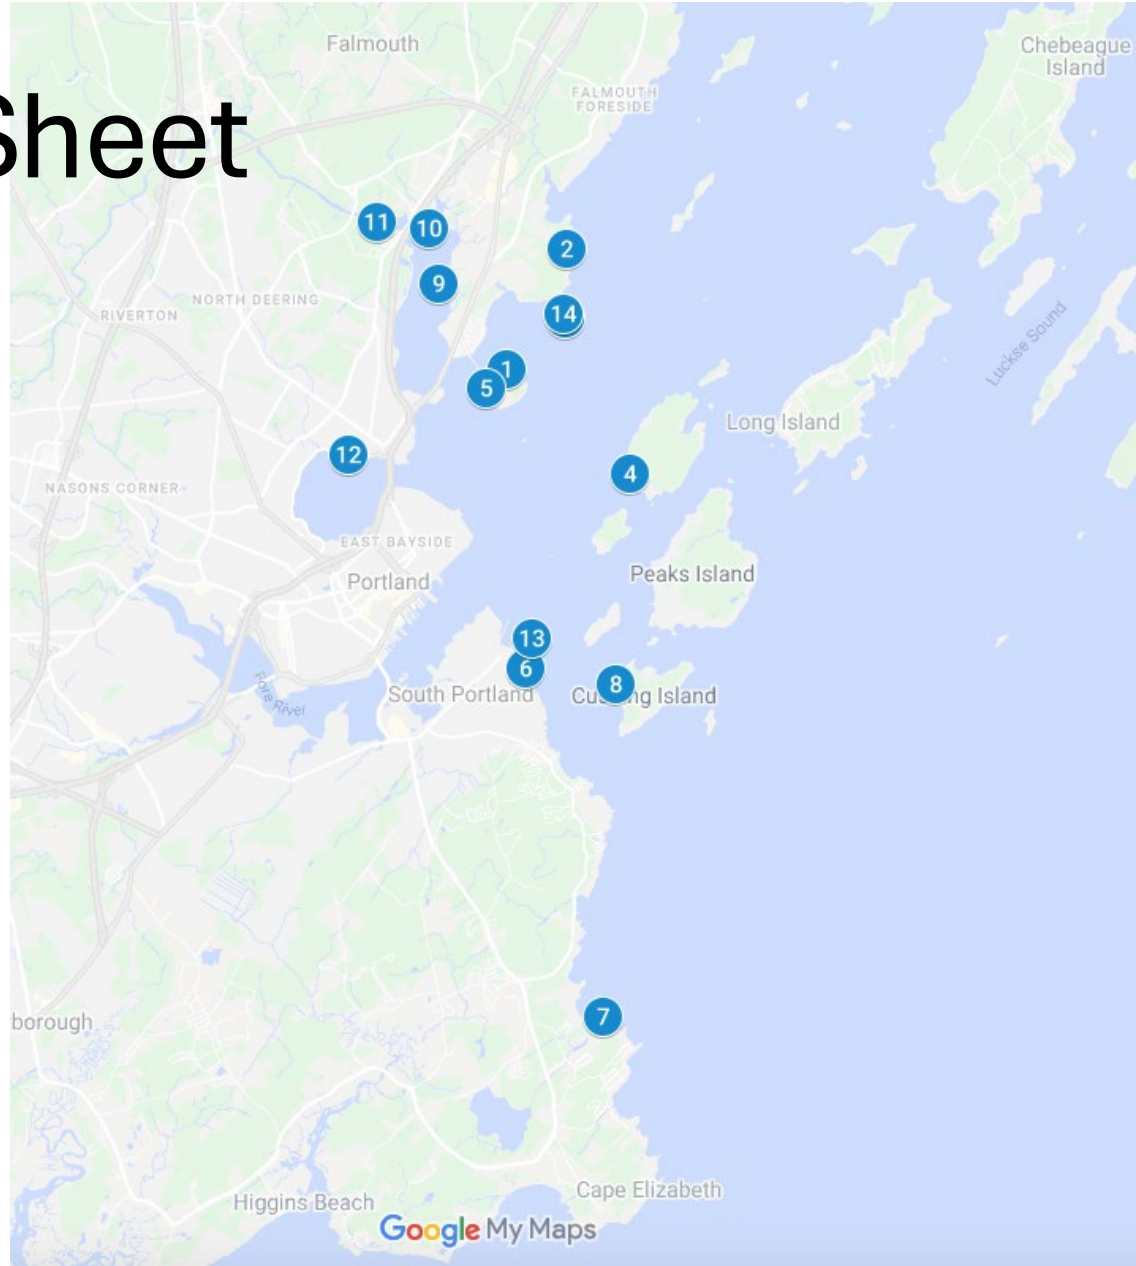 Falmouth
Chebeague
Island
FALMOUTH
FORESIDE
Sheet
11
10
2
9
NORTH DEERING
RIVERTON
14
Luckse Sound
1
5
Long Island
12
4
NASONS CORNER
EAST BAYSIDE
Portland
Peaks Island
13
6
8
Fore River
South Portland
Cu ng Island
7
borough
Cape Elizabeth
Higgins Beach
Google My Maps